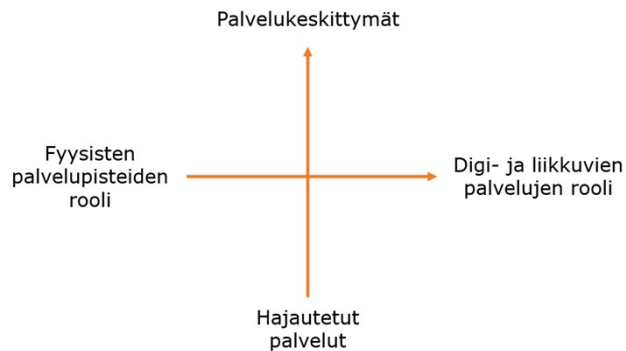 Palvelukeskittymät
Fyysisten
palvelupisteiden
rooli
Digi- ja liikkuvien
palvelujen rooli
Hajautetut
palvelut